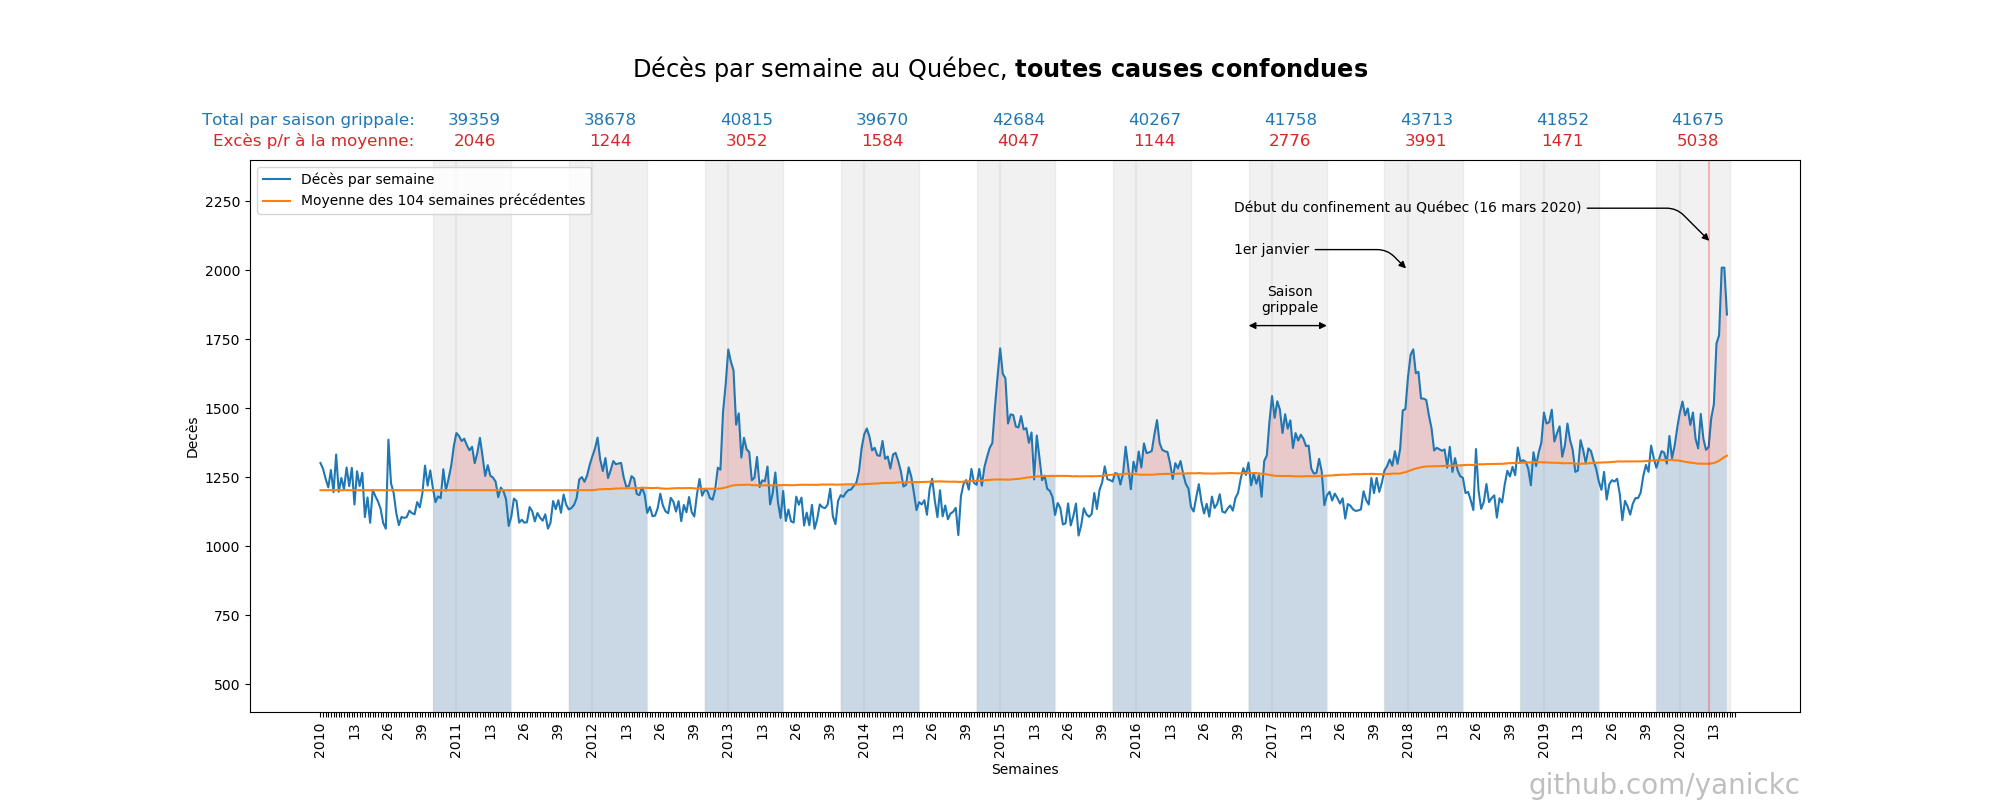 Décès par semaine au Québec, toutes causes confondues
Total par saison grippale: 39359 38678 40815 39670 42684 40267 41758 43713 41852 41675
Excès p/r à la moyenne: 2046 1244 3052 1584 4047 1144 2776 3991 1471 5038
Décès par semaine
Moyenne des 104 semaines précédentes
Début du confinement au Québec (16 mars 2020)
1er janvier
Saison
grippale
Decès
2250
2000
1750
1500
1250
1000
750
500
2010 13 26 39 2011 13 26 39 2012 13 26 39 2013 13 26 39 2014 13 26 39 2015 13 26 39 2016 13 26 39 2017 13 26 39 2018 13 26 39 2019 13 26 39 2020 13
Semaines
github.com/yanickc